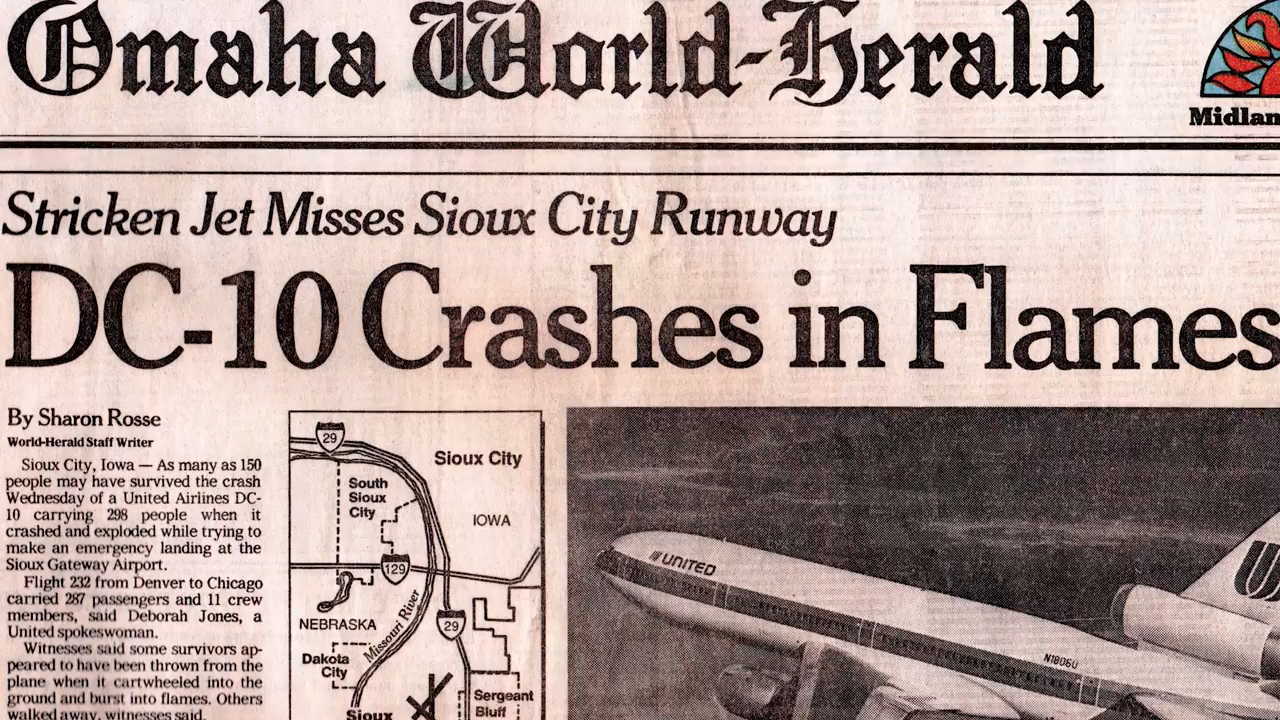 Omaha World-Herald
Stricken Jet Misses Sioux City Runway
DC-10 Crashes in Flames
By Sharon Rosse
World-Herald Staff Writer
Sioux City, Iowa — As many as 150
people may have survived the crash
Wednesday of a United Airlines DC-
10 carrying 298 people when it
crashed and exploded while trying to
make an emergency landing at the
Sioux Gateway Airport.
Flight 232 from Denver to Chicago
carried 287 passengers and 11 crew
members, said Deborah Jones, a
United spokeswoman.
Witnesses said some survivors ap-
peared to have been thrown from the
plane when it cartwheeled into the
ground and burst into flames. Others
walked away, witnesses said.
29
Sioux City
South
Sioux
City
IOWA
129
NEBRASKA
Missouri River
29
Dakota
City
Sergeant
Bluff
Sioux
UNITED
N1806U